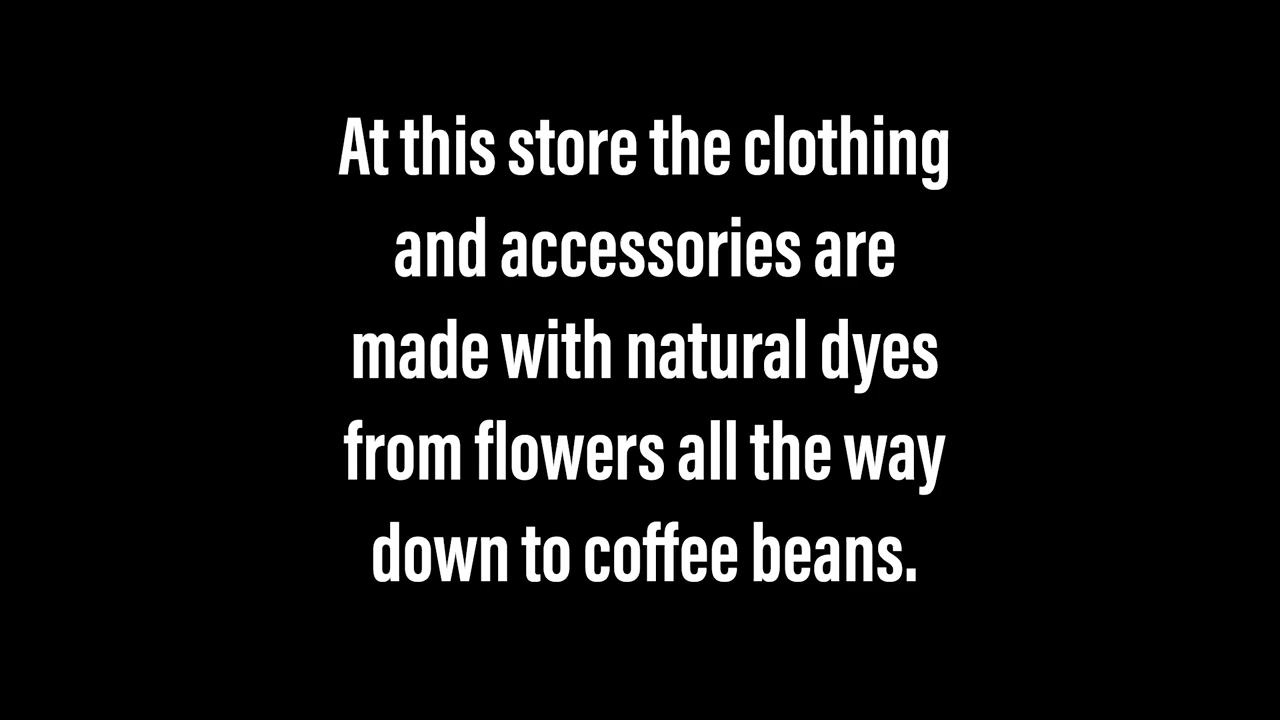 At this store the clothing
and accessories are
made with natural dyes
from flowers all the way
down to coffee beans.